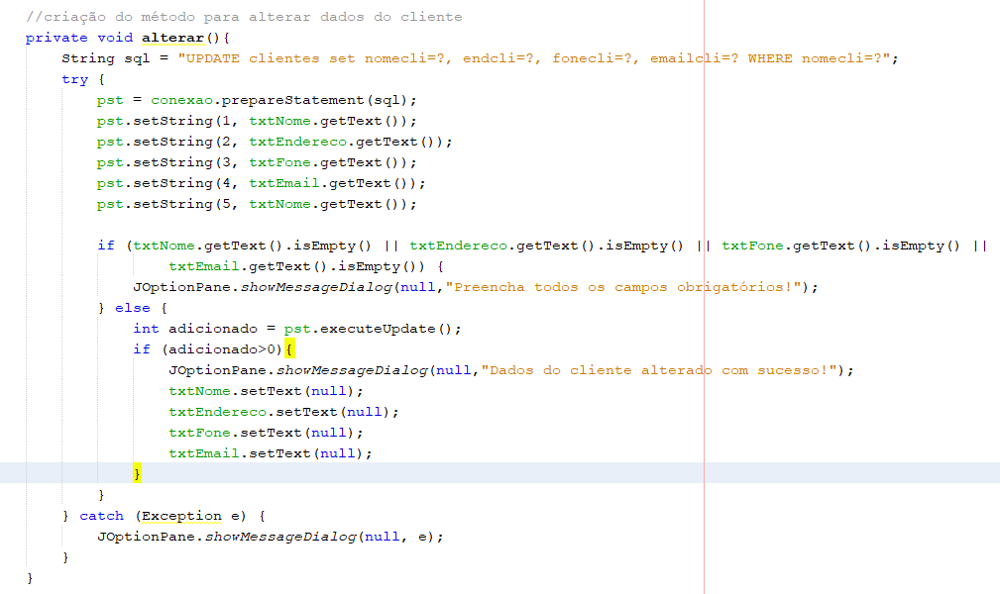 //criação do método para alterar dados do cliente
private void alterar(){
String sql = "UPDATE clientes set nomecli=?, endcli=?, fonecli=?, emailcli=? WHERE nomecli=?";
try {
pst = conexao.prepareStatement(sql);
pst.setString(1, txtNome.getText());
pst.setString(2, txtEndereco.getText());
pst.setString(3, txtFone.getText());
pst.setString(4, txtEmail.getText());
pst.setString(5, txtNome.getText());
if (txtNome.getText().isEmpty() || txtEndereco.getText().isEmpty() || txtFone.getText().isEmpty() ||
txtEmail.getText().isEmpty()) {
JOptionPane.showMessageDialog(null,"Preencha todos os campos obrigatórios!");
} else {
int adicionado = pst.executeUpdate();
if (adicionado>0){
JOptionPane.showMessageDialog(null,"Dados do cliente alterado com sucesso!");
txtNome.setText(null);
txtEndereco.setText(null);
txtFone.setText(null);
txtEmail.setText(null);
}
}
} catch (Exception e) {
JOptionPane.showMessageDialog(null, e);
}
}